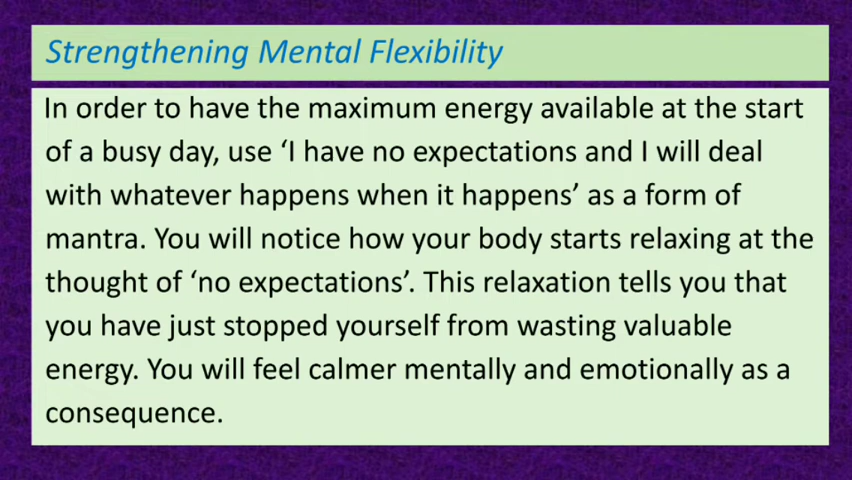 Strengthening Mental Flexibility
In order to have the maximum energy available at the start
of a busy day, use ‘I have no expectations and I will deal
with whatever happens when it happens’ as a form of
mantra. You will notice how your body starts relaxing at the
thought of ‘no expectations’. This relaxation tells you that
you have just stopped yourself from wasting valuable
energy. You will feel calmer mentally and emotionally as a
consequence.